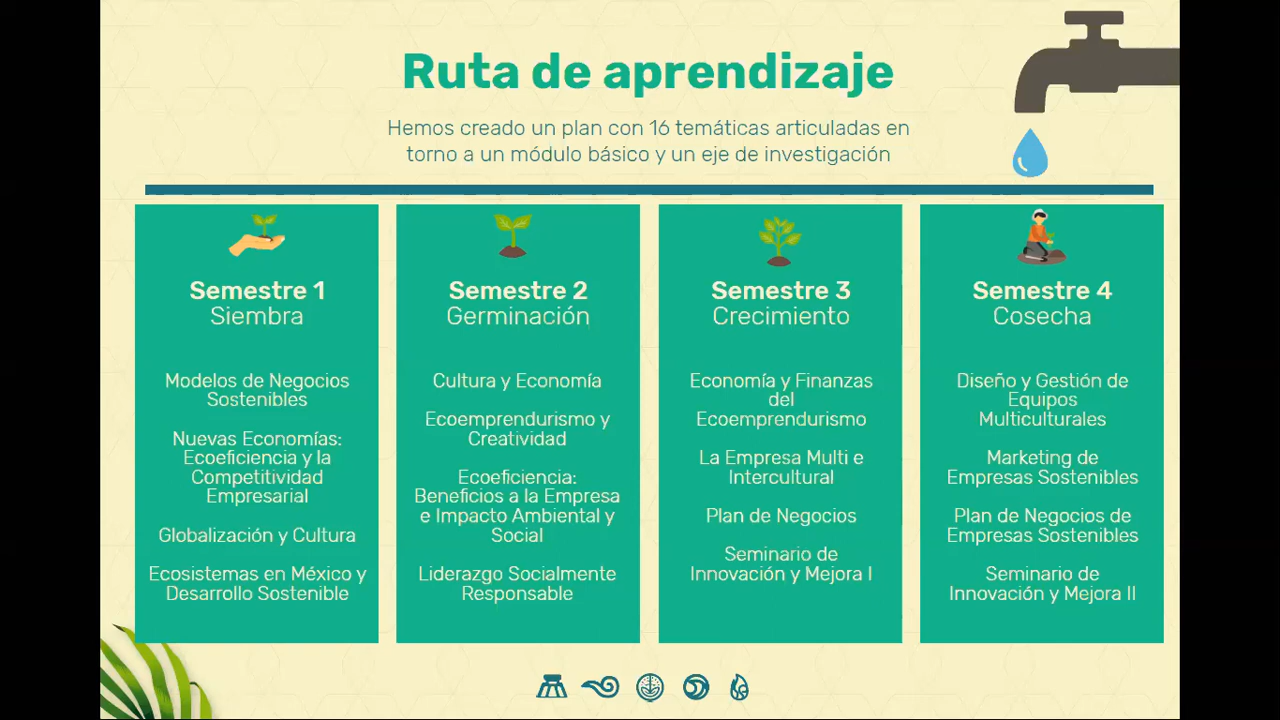 Ruta de aprendizaje
Hemos creado un plan con 16 temáticas articuladas en
torno a un módulo básico y un eje de investigación
Semestre 1
Siembra
Modelos de Negocios
Sostenibles
Nuevas Economías:
Ecoeficiencia y la
Competitividad
Empresarial
Globalización y Cultura
Ecosistemas en México y
Desarrollo Sostenible
Semestre 2
Germinación
Cultura y Economía
Ecoemprendurismo y
Creatividad
Ecoeficiencia:
Beneficios a la Empresa
e Impacto Ambiental y
Social
Liderazgo Socialmente
Responsable
Semestre 3
Crecimiento
Economía y Finanzas
del
Ecoemprendurismo
La Empresa Multi e
Intercultural
Plan de Negocios
Seminario de
Innovación y Mejora I
Semestre 4
Cosecha
Diseño y Gestión de
Equipos
Multiculturales
Marketing de
Empresas Sostenibles
Plan de Negocios de
Empresas Sostenibles
Seminario de
Innovación y Mejora II